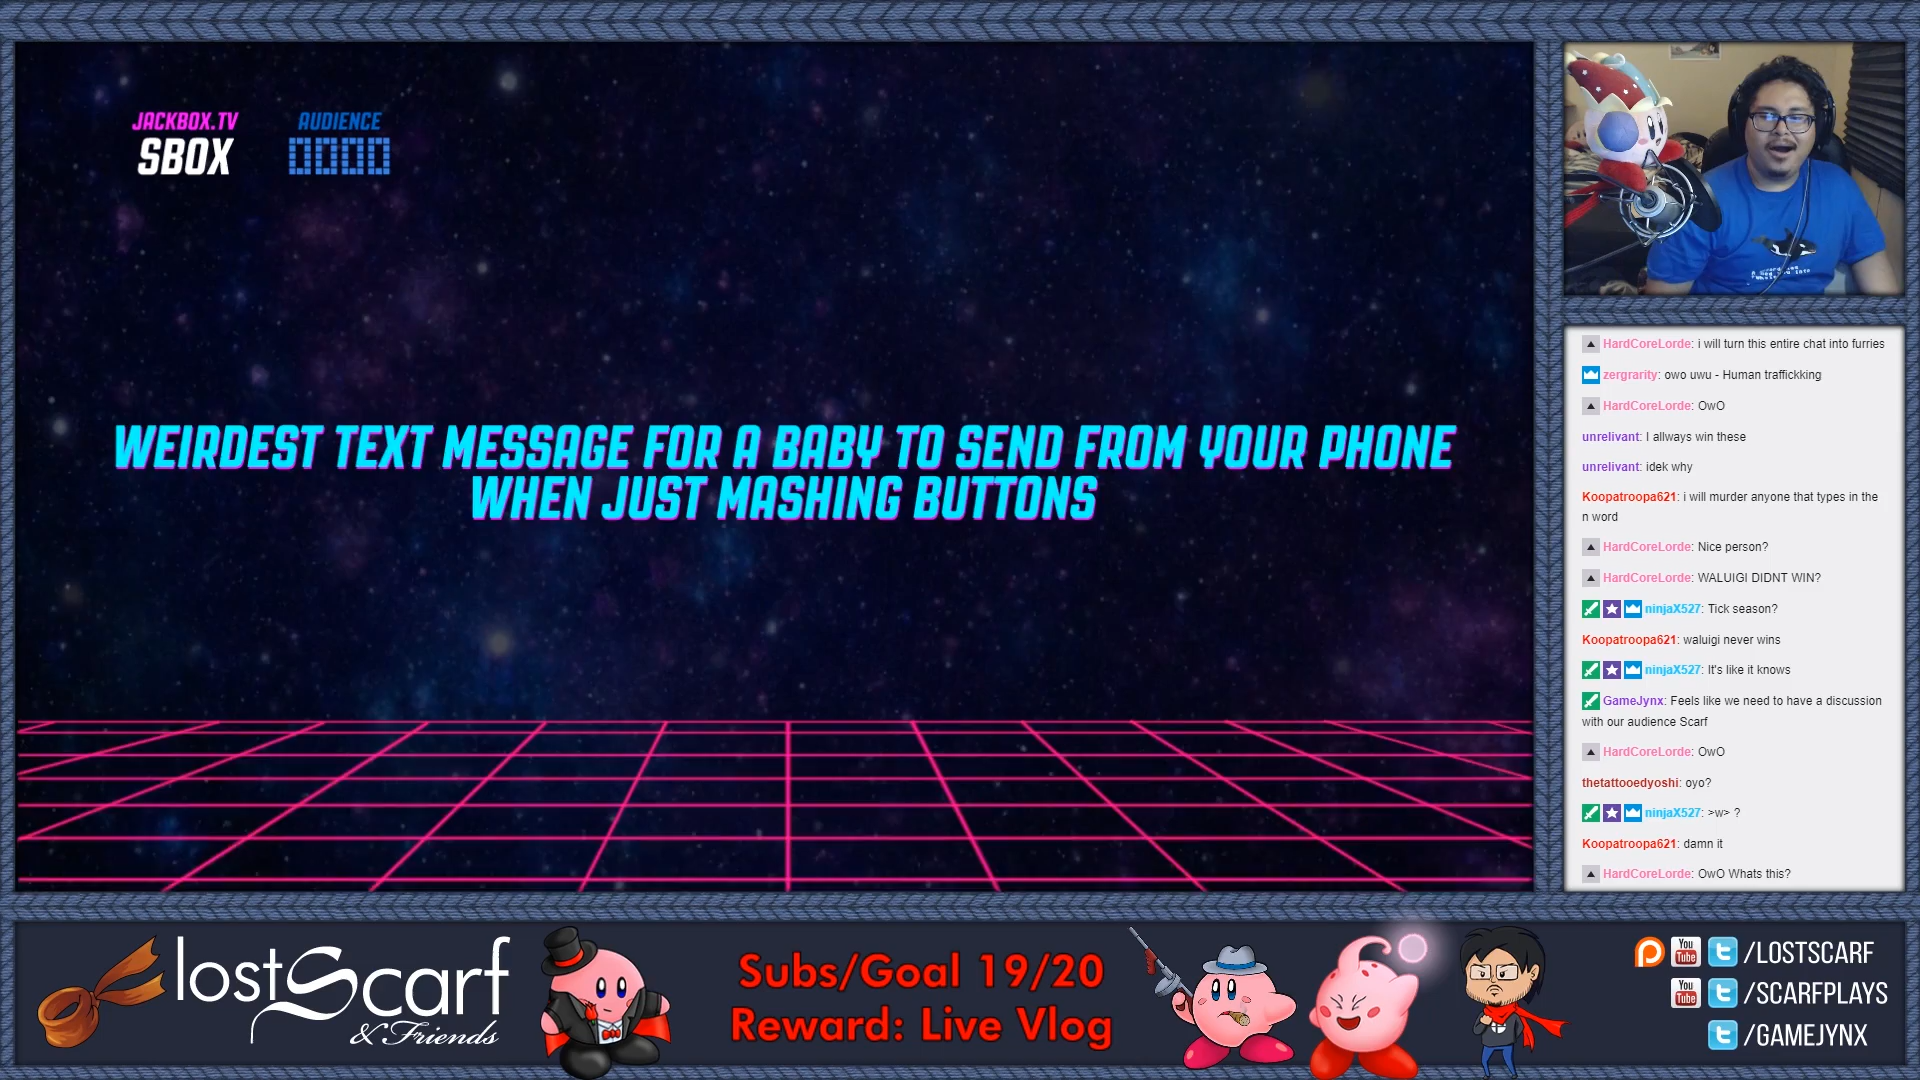 JACKBOX.TV
SBOX
AUDIENCE
0000
WEIRDEST TEXT MESSAGE FOR A BABY TO SEND FROM YOUR PHONE
WHEN JUST MASHING BUTTONS
HardCoreLorde: i will turn this entire chat into furries
zergrarity: owo uwu - Human traffickking
HardCoreLorde: OwO
unrelivant: I allways win these
unrelivant: idek why
Koopatroopa621: i will murder anyone that types in the
n word
HardCoreLorde: Nice person?
HardCoreLorde: WALUIGI DIDNT WIN?
ninjaX527: Tick season?
Koopatroopa621: waluigi never wins
ninjaX527: It's like it knows
GameJynx: Feels like we need to have a discussion
with our audience Scarf
HardCoreLorde: OwO
thetattooedyoshi: oyo?
ninjaX527: >w> ?
Koopatroopa621: damn it
HardCoreLorde: OwO Whats this?
lostScarf
& Friends
Subs/Goal 19/20
Reward: Live Vlog
You Tube /LOSTSCARF
You Tube /SCARFPLAYS
/GAMEJYNX